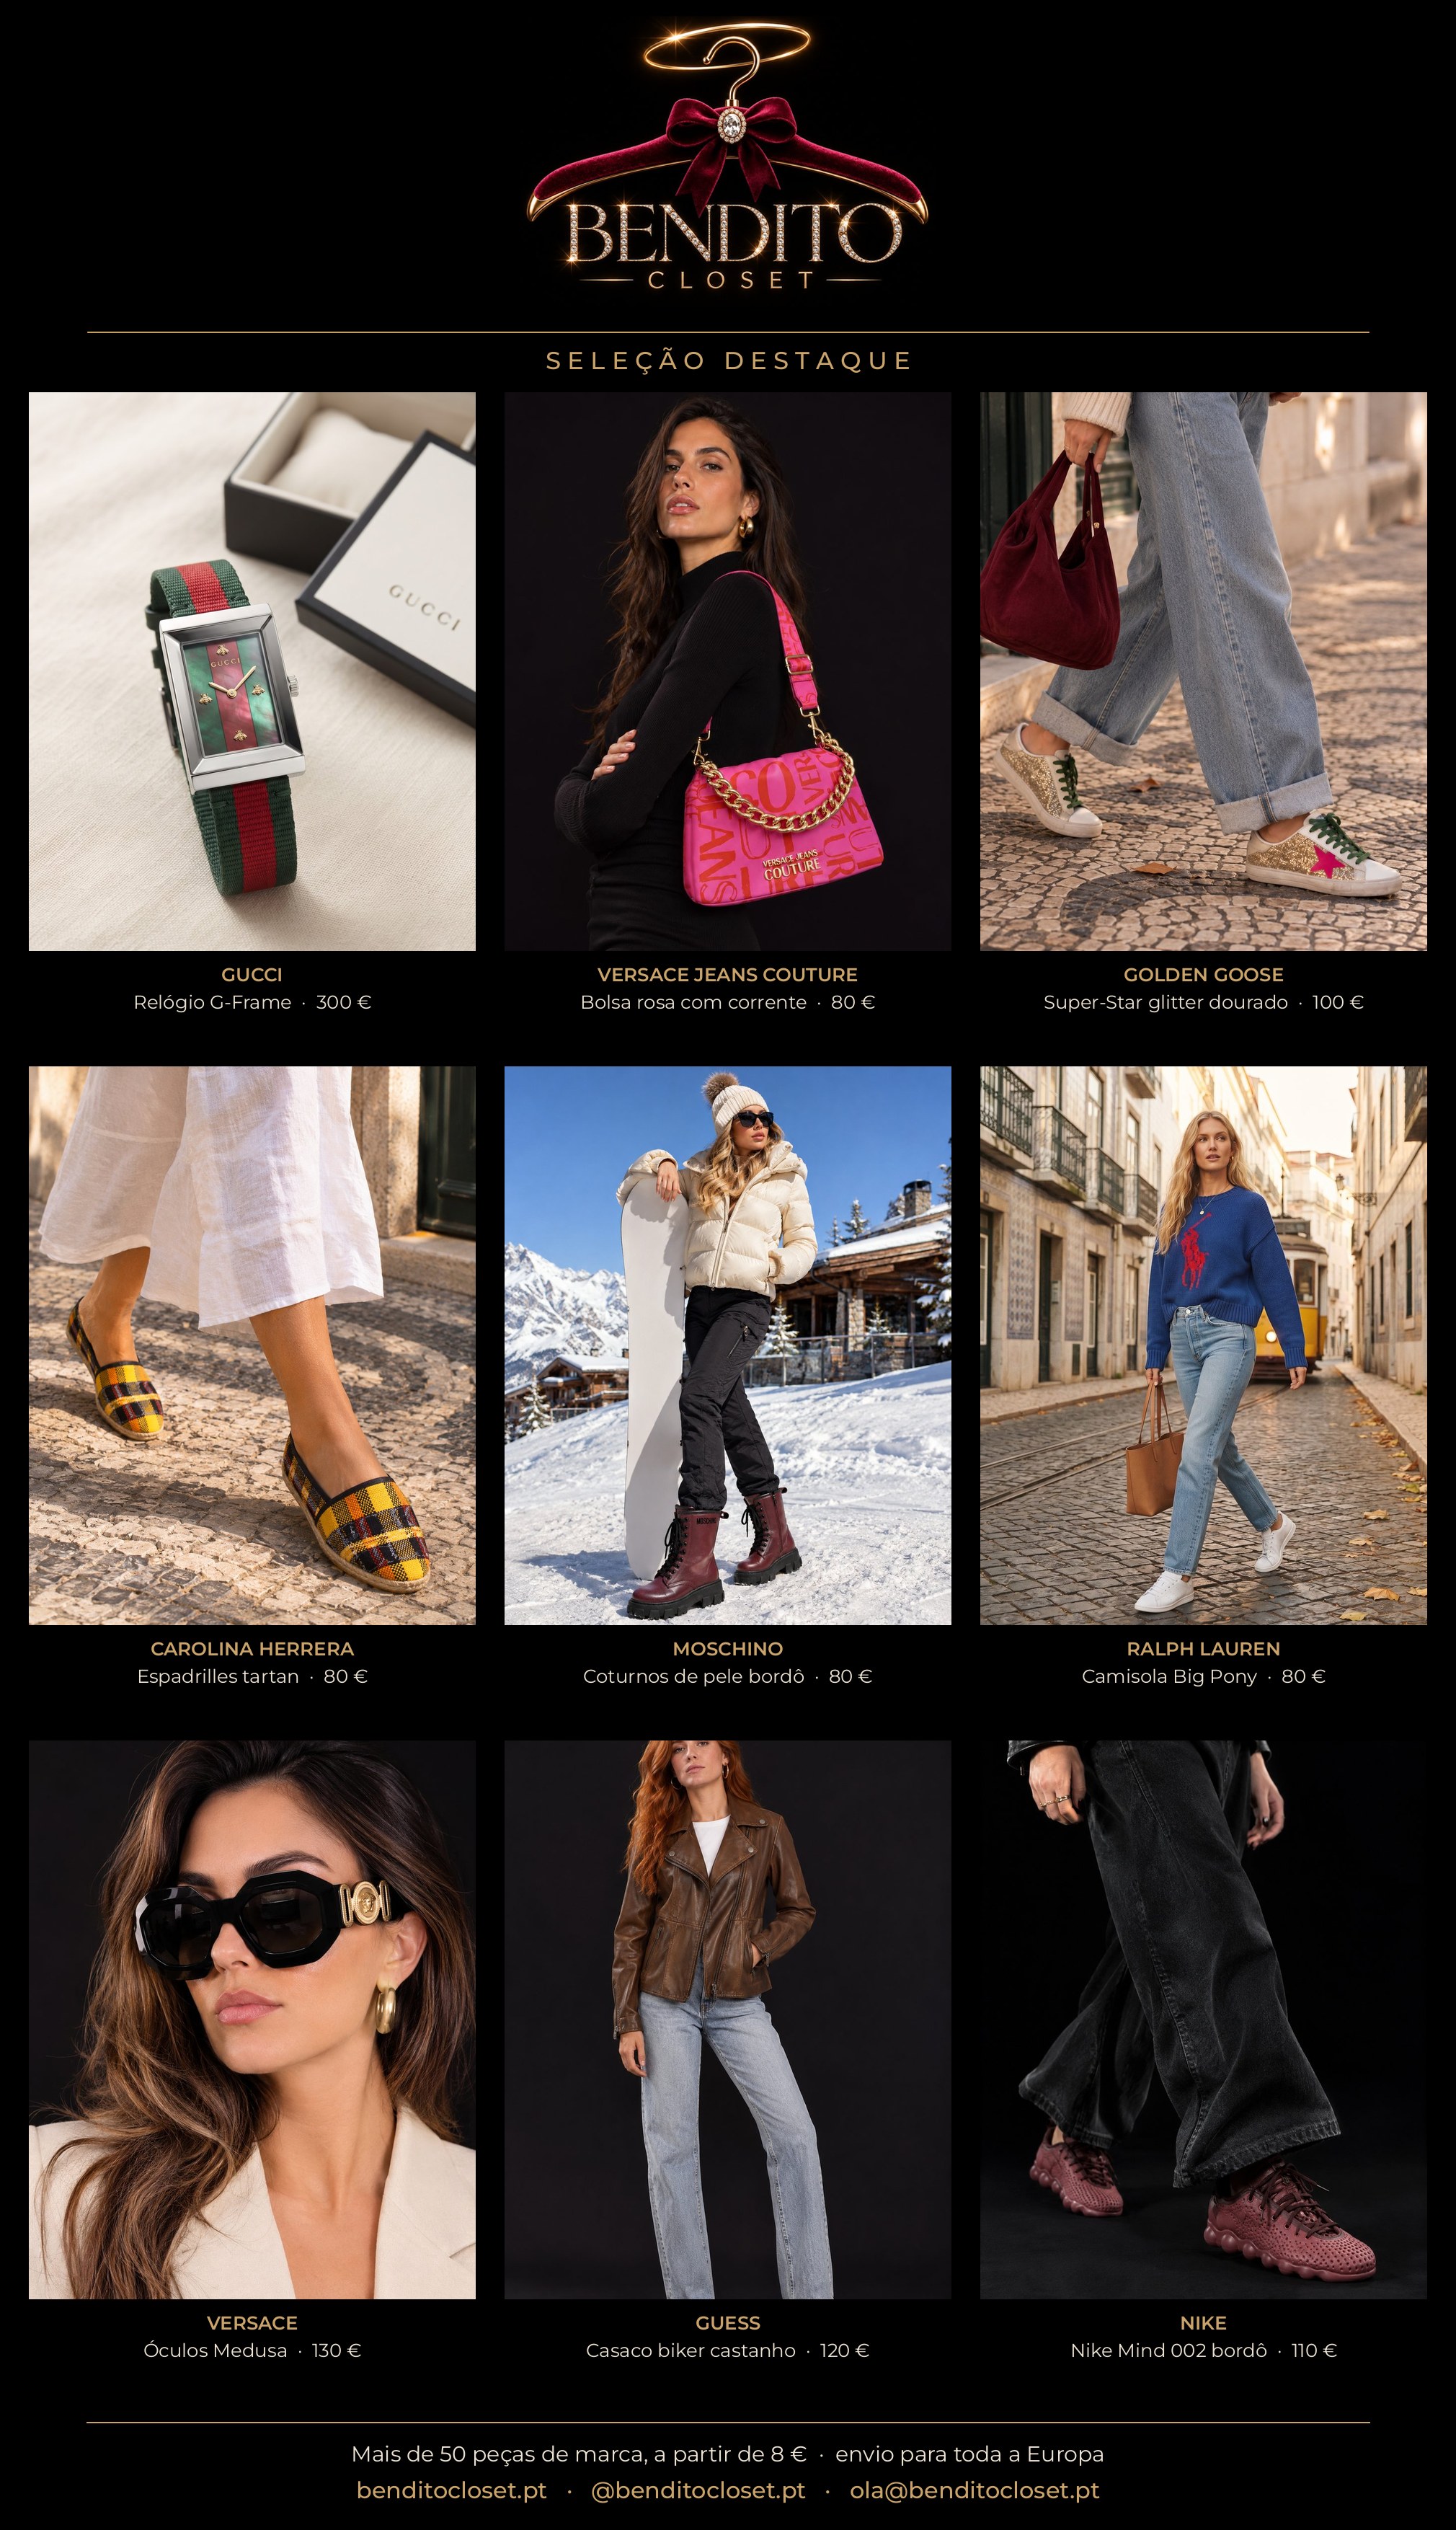 BENDITO
CLOSET
SELEÇÃO DESTAQUE
GUCCI
GUCCI
VERSACE JEANS
COUTURE
GUCCI
Relógio G-Frame · 300 €
VERSACE JEANS COUTURE
Bolsa rosa com corrente · 80 €
GOLDEN GOOSE
Super-Star glitter dourado · 100 €
MOSCHINO
CAROLINA HERRERA
Espadrilles tartan · 80 €
MOSCHINO
Coturnos de pele bordô · 80 €
RALPH LAUREN
Camisola Big Pony · 80 €
VERSACE
Óculos Medusa · 130 €
GUESS
Casaco biker castanho · 120 €
NIKE
Nike Mind 002 bordô · 110 €
Mais de 50 peças de marca, a partir de 8 € · envio para toda a Europa
benditocloset.pt · @benditocloset.pt · ola@benditocloset.pt